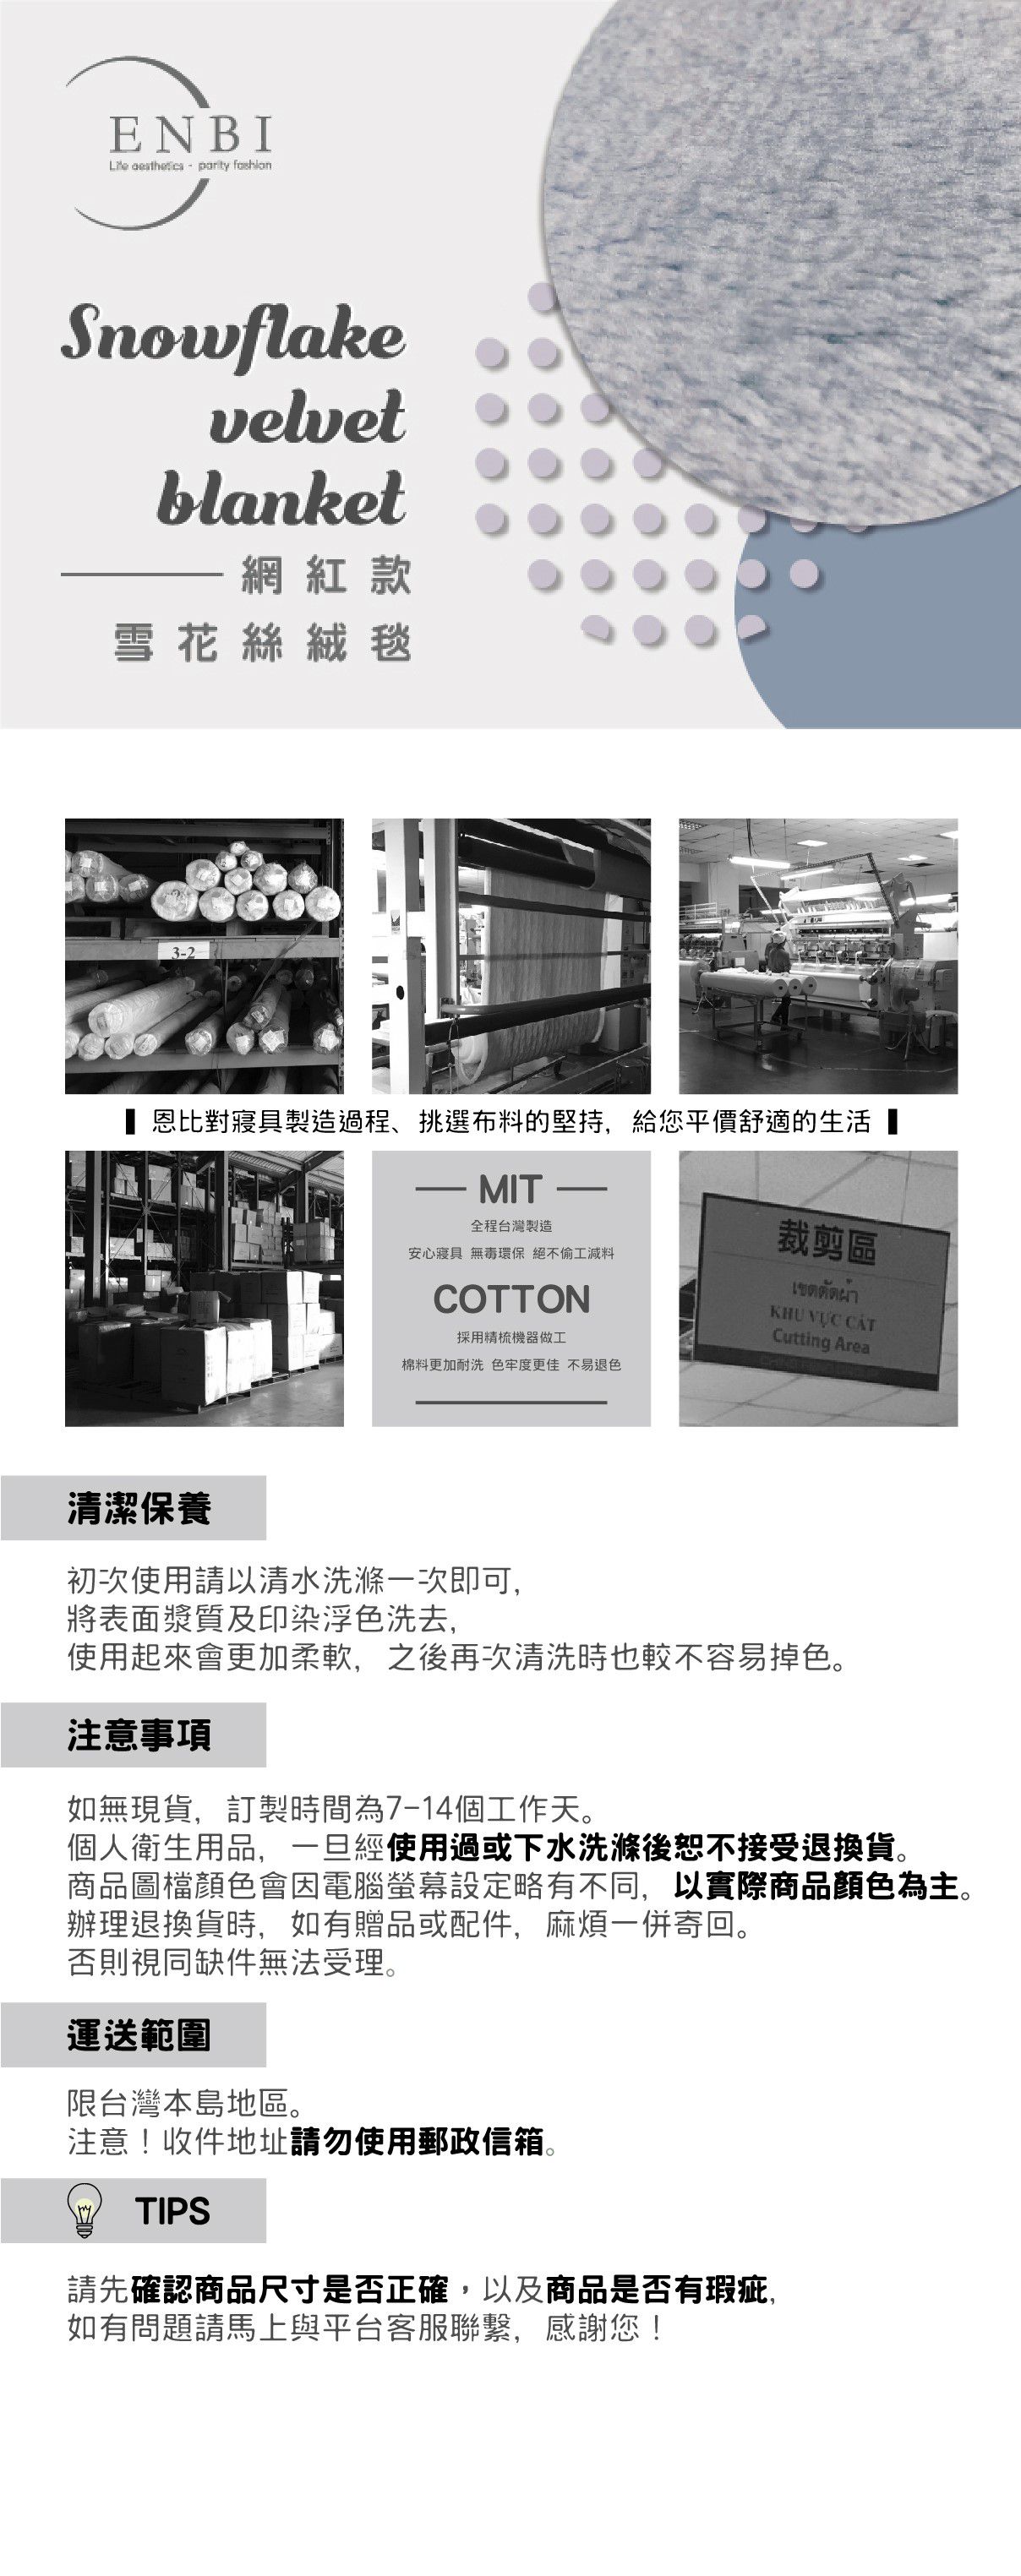 ENBI
Life aesthetics - parity fashion
Snowflake
velvet
blanket
網紅款
雪花絲絨毯
3-2
恩比對寢具製造過程、挑選布料的堅持，給您平價舒適的生活
MIT
全程台灣製造
安心寢具 無毒環保 絕不偷工減料
COTTON
採用精梳機器做工
棉料更加耐洗 色牢度更佳 不易退色
裁剪區
เขตตัดผ้า
KHU VỰC CẮT
Cutting Area
清潔保養
初次使用請以清水洗滌一次即可，
將表面漿質及印染浮色洗去，
使用起來會更加柔軟，之後再次清洗時也較不容易掉色。
注意事項
如無現貨，訂製時間為7-14個工作天。
個人衛生用品，一旦經使用過或下水洗滌後恕不接受退換貨。
商品圖檔顏色會因電腦螢幕設定略有不同，以實際商品顏色為主。
辦理退換貨時，如有贈品或配件，麻煩一併寄回。
否則視同缺件無法受理。
運送範圍
限台灣本島地區。
注意！收件地址請勿使用郵政信箱。
TIPS
請先確認商品尺寸是否正確，以及商品是否有瑕疵，
如有問題請馬上與平台客服聯繫，感謝您！